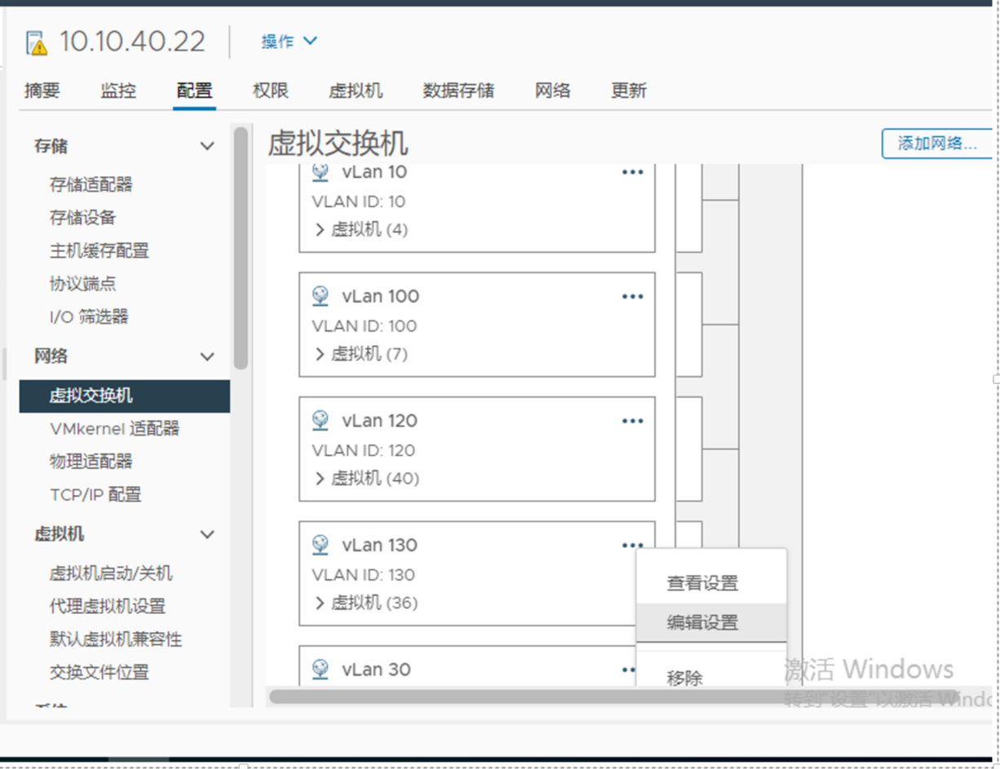 10.10.40.22
操作
摘要 监控 配置 权限 虚拟机 数据存储 网络 更新
存储
存储适配器
存储设备
主机缓存配置
协议端点
I/O 筛选器
网络
虚拟交换机
VMkernel 适配器
物理适配器
TCP/IP 配置
虚拟机
虚拟机启动/关机
代理虚拟机设置
默认虚拟机兼容性
交换文件位置
虚拟交换机
添加网络...
vLan 10
VLAN ID: 10
虚拟机 (4)
vLan 100
VLAN ID: 100
虚拟机 (7)
vLan 120
VLAN ID: 120
虚拟机 (40)
vLan 130
VLAN ID: 130
虚拟机 (36)
vLan 30
查看设置
编辑设置
移除
激活 Windows
转到"设置"以激活 Windo